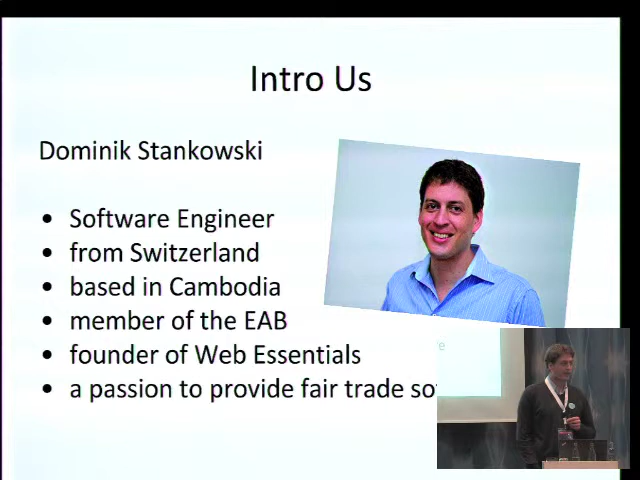 Intro Us
Dominik Stankowski
• Software Engineer
• from Switzerland
• based in Cambodia
• member of the EAB
• founder of Web Essentials
• a passion to provide fair trade so